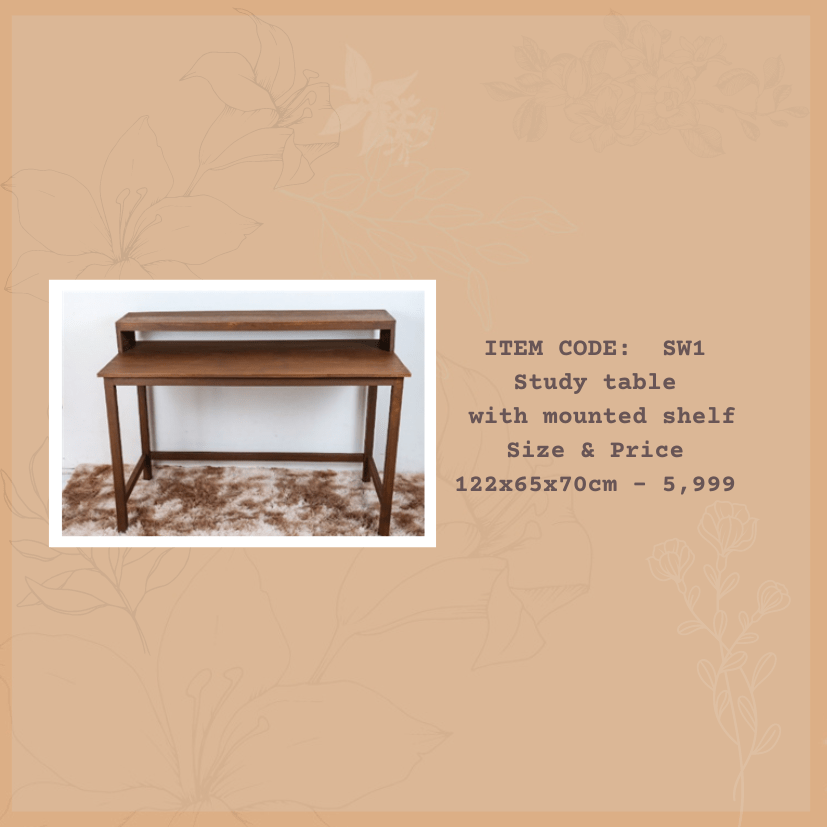 ITEM CODE: SW1
Study table
with mounted shelf
Size & Price
122x65x70cm - 5,999